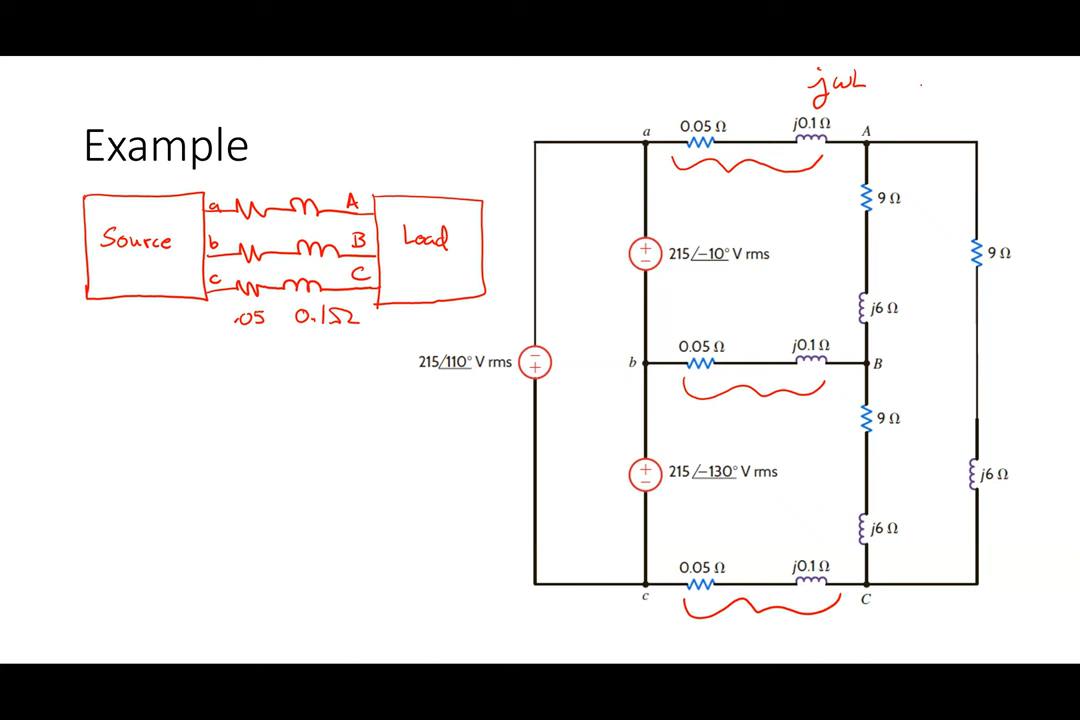 Example
jωL
Source
a
b
c
A
B
C
Load
.05
0.1Ω
a
0.05 Ω
j0.1 Ω
A
9 Ω
9 Ω
215/–10° V rms
j6 Ω
215/110° V rms
b
0.05 Ω
j0.1 Ω
B
9 Ω
215/–130° V rms
j6 Ω
j6 Ω
c
0.05 Ω
j0.1 Ω
C